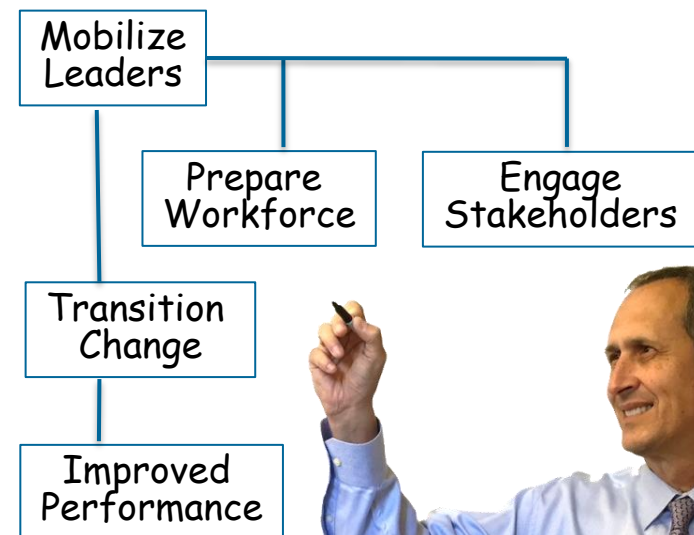 Mobilize
Leaders
Prepare
Workforce
Engage
Stakeholders
Transition
Change
Improved
Performance